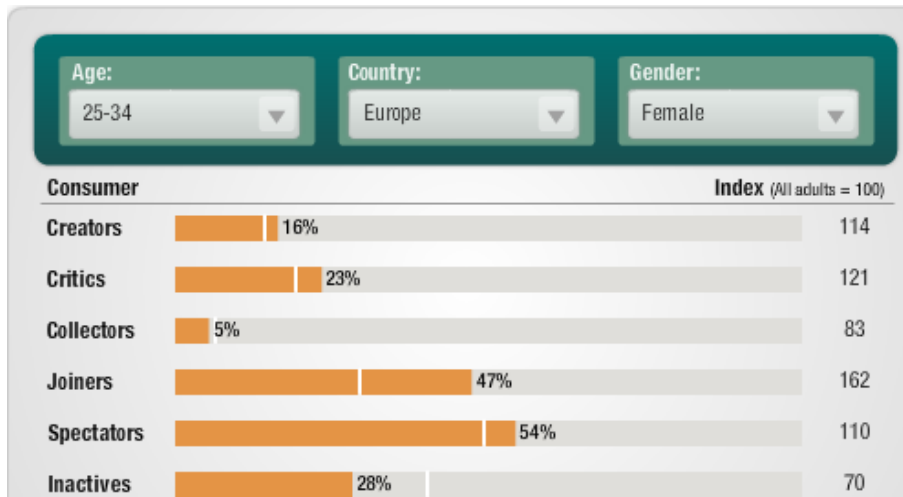 Age: Country: Gender:
25-34 Europe Female
Consumer Index (All adults = 100)
Creators 16% 114
Critics 23% 121
Collectors 5% 83
Joiners 47% 162
Spectators 54% 110
Inactives 28% 70